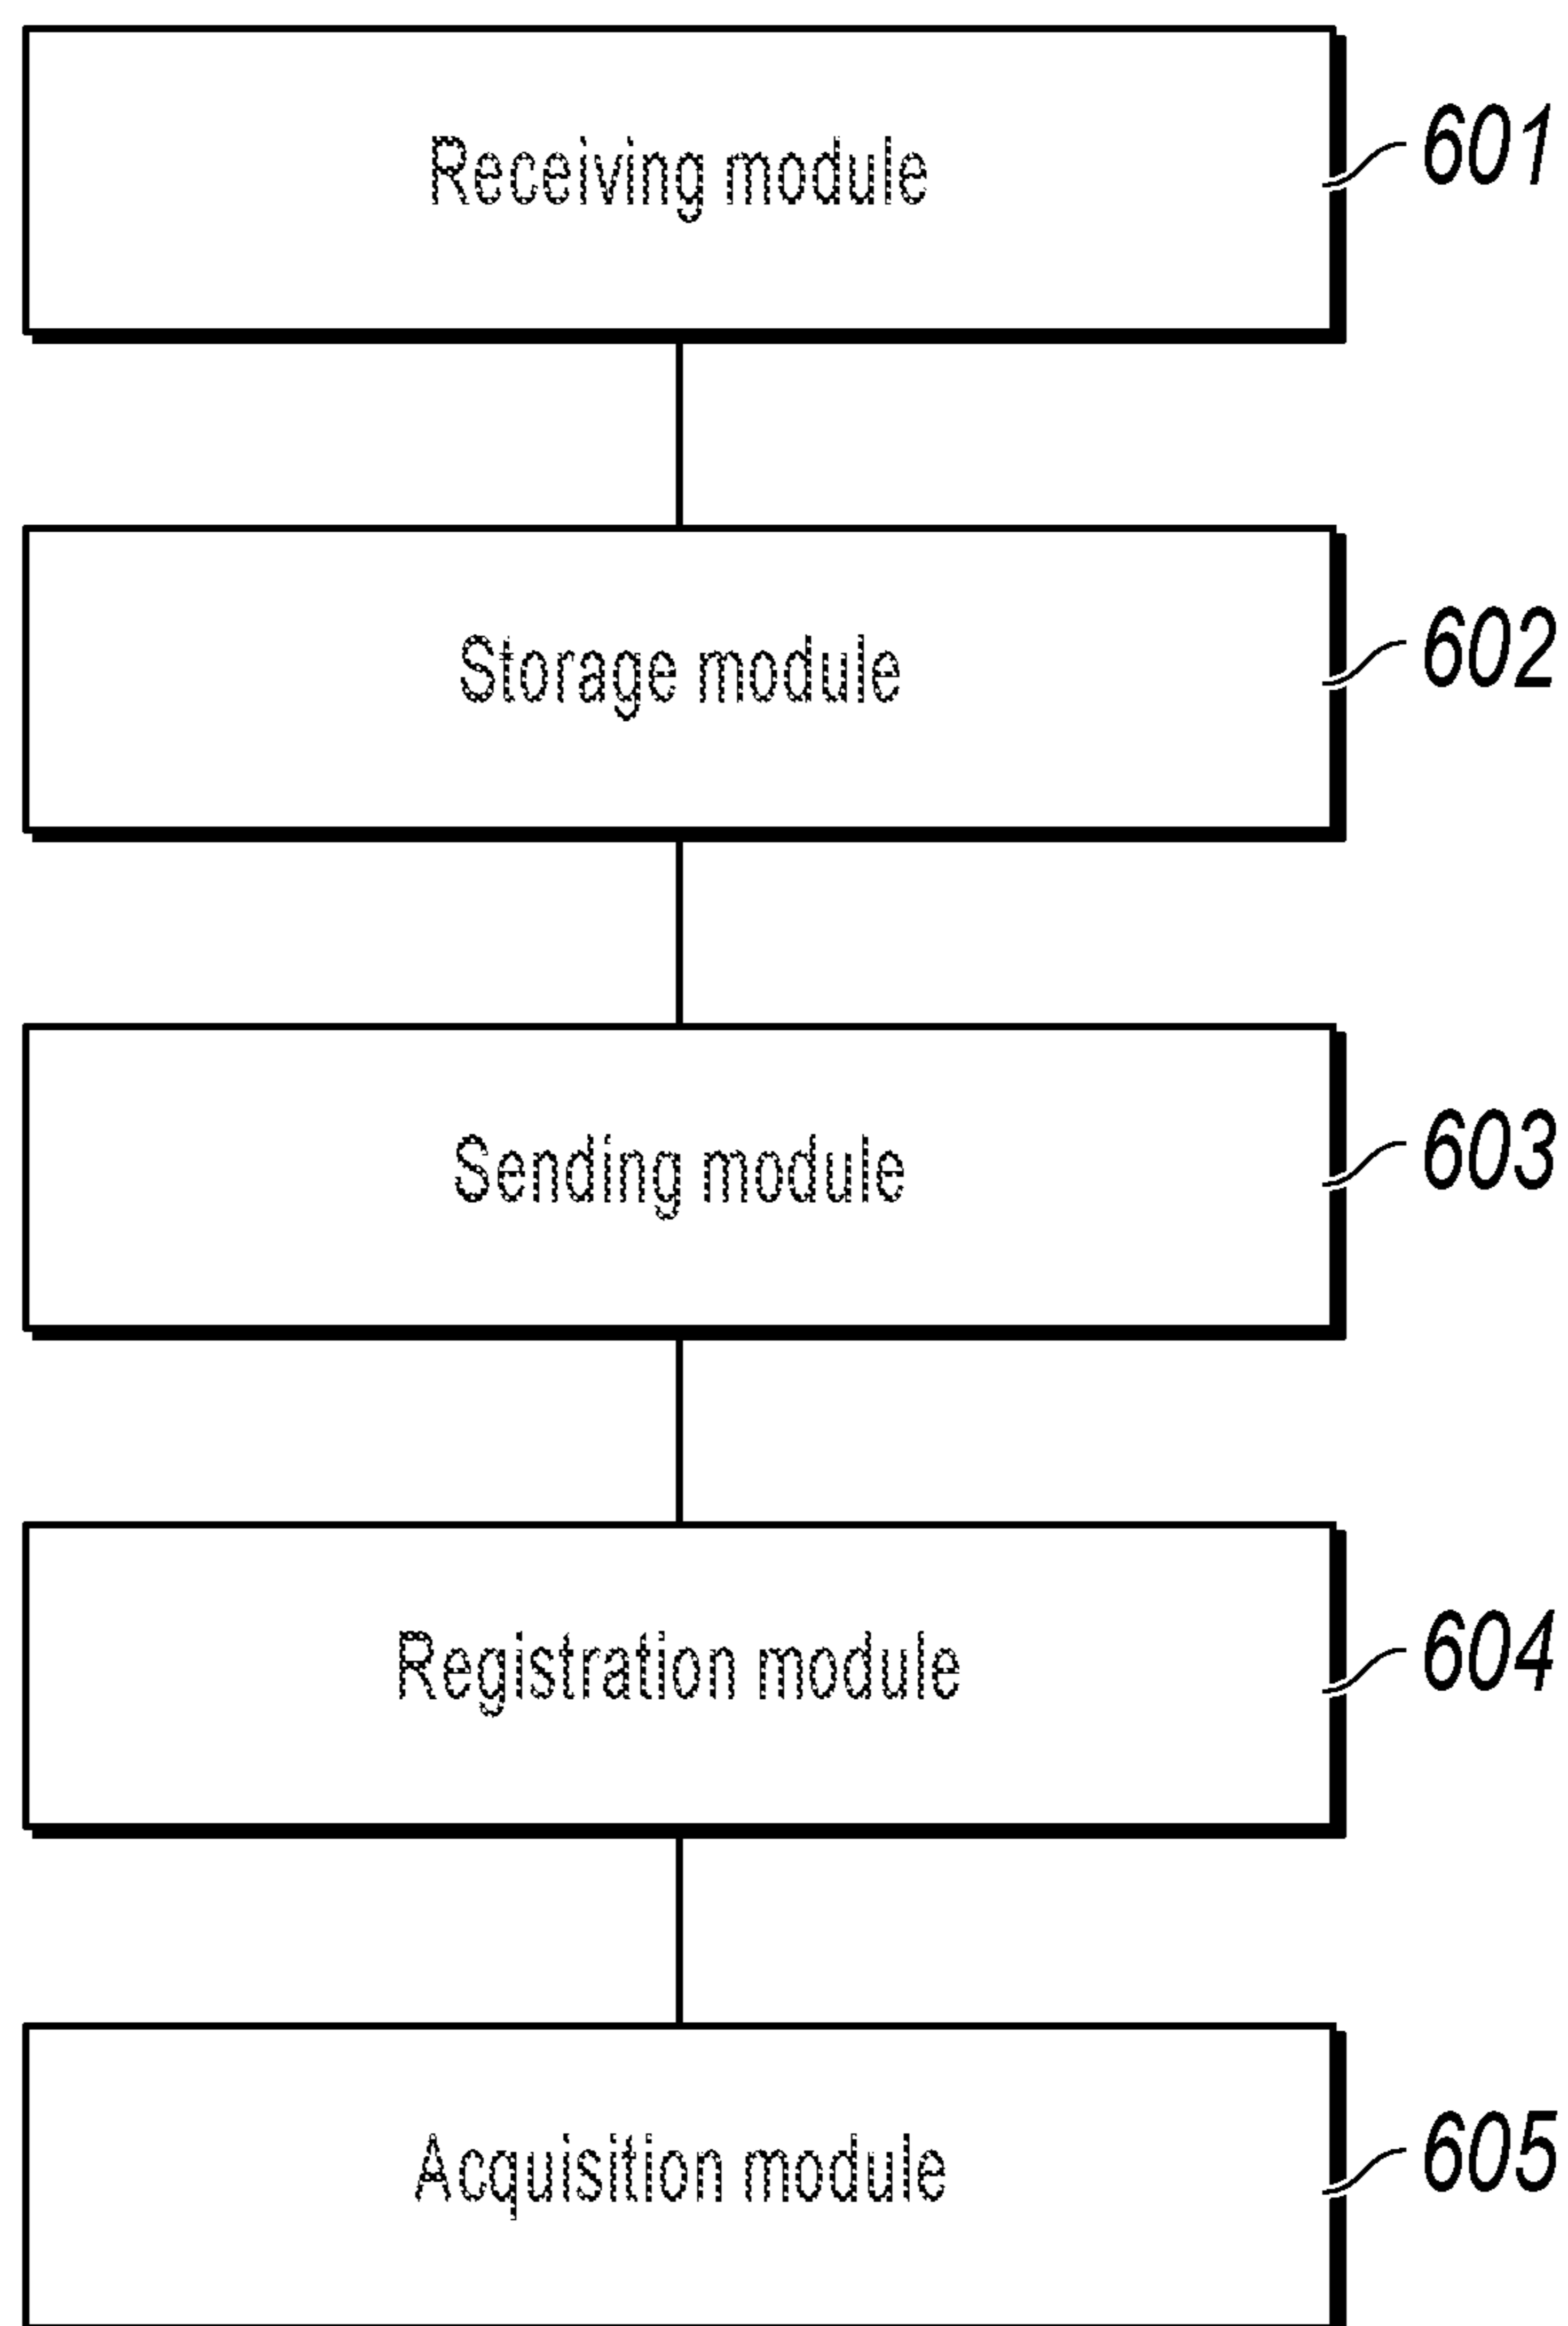 Receiving module
601
Storage module
602
Sending module
603
Registration module
604
Acquisition module
605